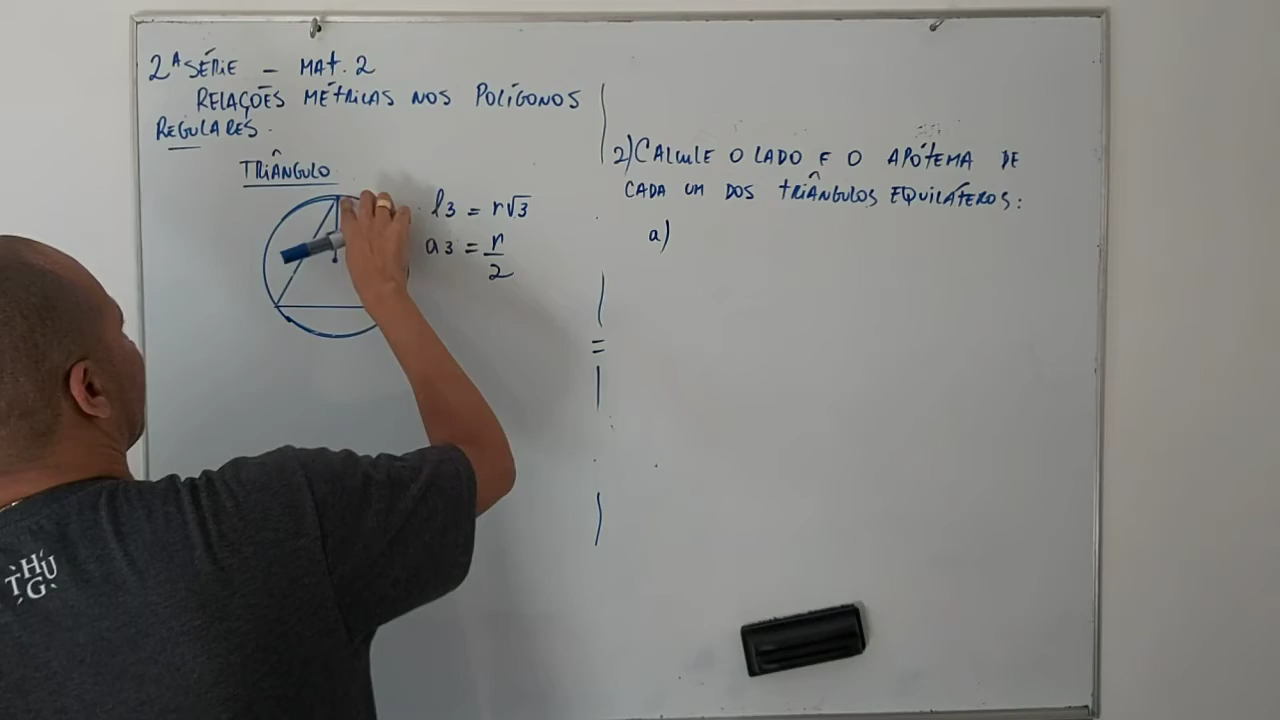 2ª SÉRIE - MAT. 2
RELAÇÕES MÉTRICAS NOS POLÍGONOS
REGULARES.
TRIÂNGULO
l3 = r√3
a3 = r/2
2) CALCULE O LADO E O APÓTEMA DE
CADA UM DOS TRIÂNGULOS EQUILÁTEROS:
a)
THUG